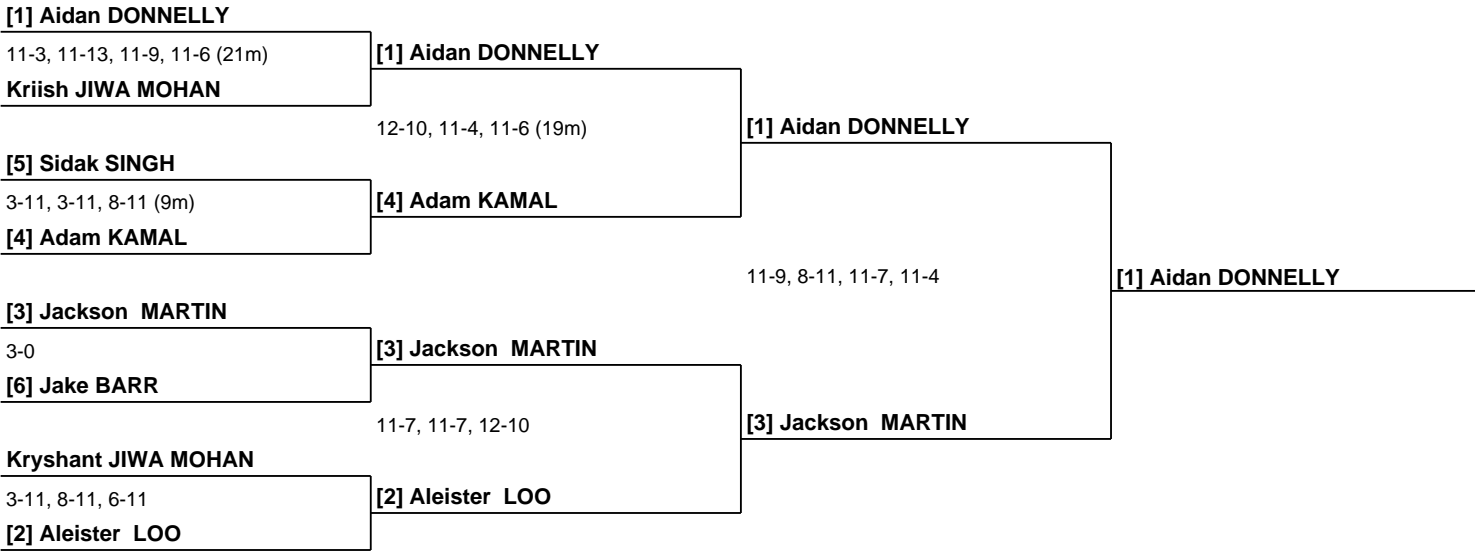 [1] Aidan DONNELLY
11-3, 11-13, 11-9, 11-6 (21m)
Kriish JIWA MOHAN
[5] Sidak SINGH
3-11, 3-11, 8-11 (9m)
[4] Adam KAMAL
[3] Jackson  MARTIN
3-0
[6] Jake BARR
Kryshant JIWA MOHAN
3-11, 8-11, 6-11
[2] Aleister  LOO
[1] Aidan DONNELLY
12-10, 11-4, 11-6 (19m)
[4] Adam KAMAL
[3] Jackson  MARTIN
11-7, 11-7, 12-10
[2] Aleister  LOO
[1] Aidan DONNELLY
11-9, 8-11, 11-7, 11-4
[3] Jackson  MARTIN
[1] Aidan DONNELLY